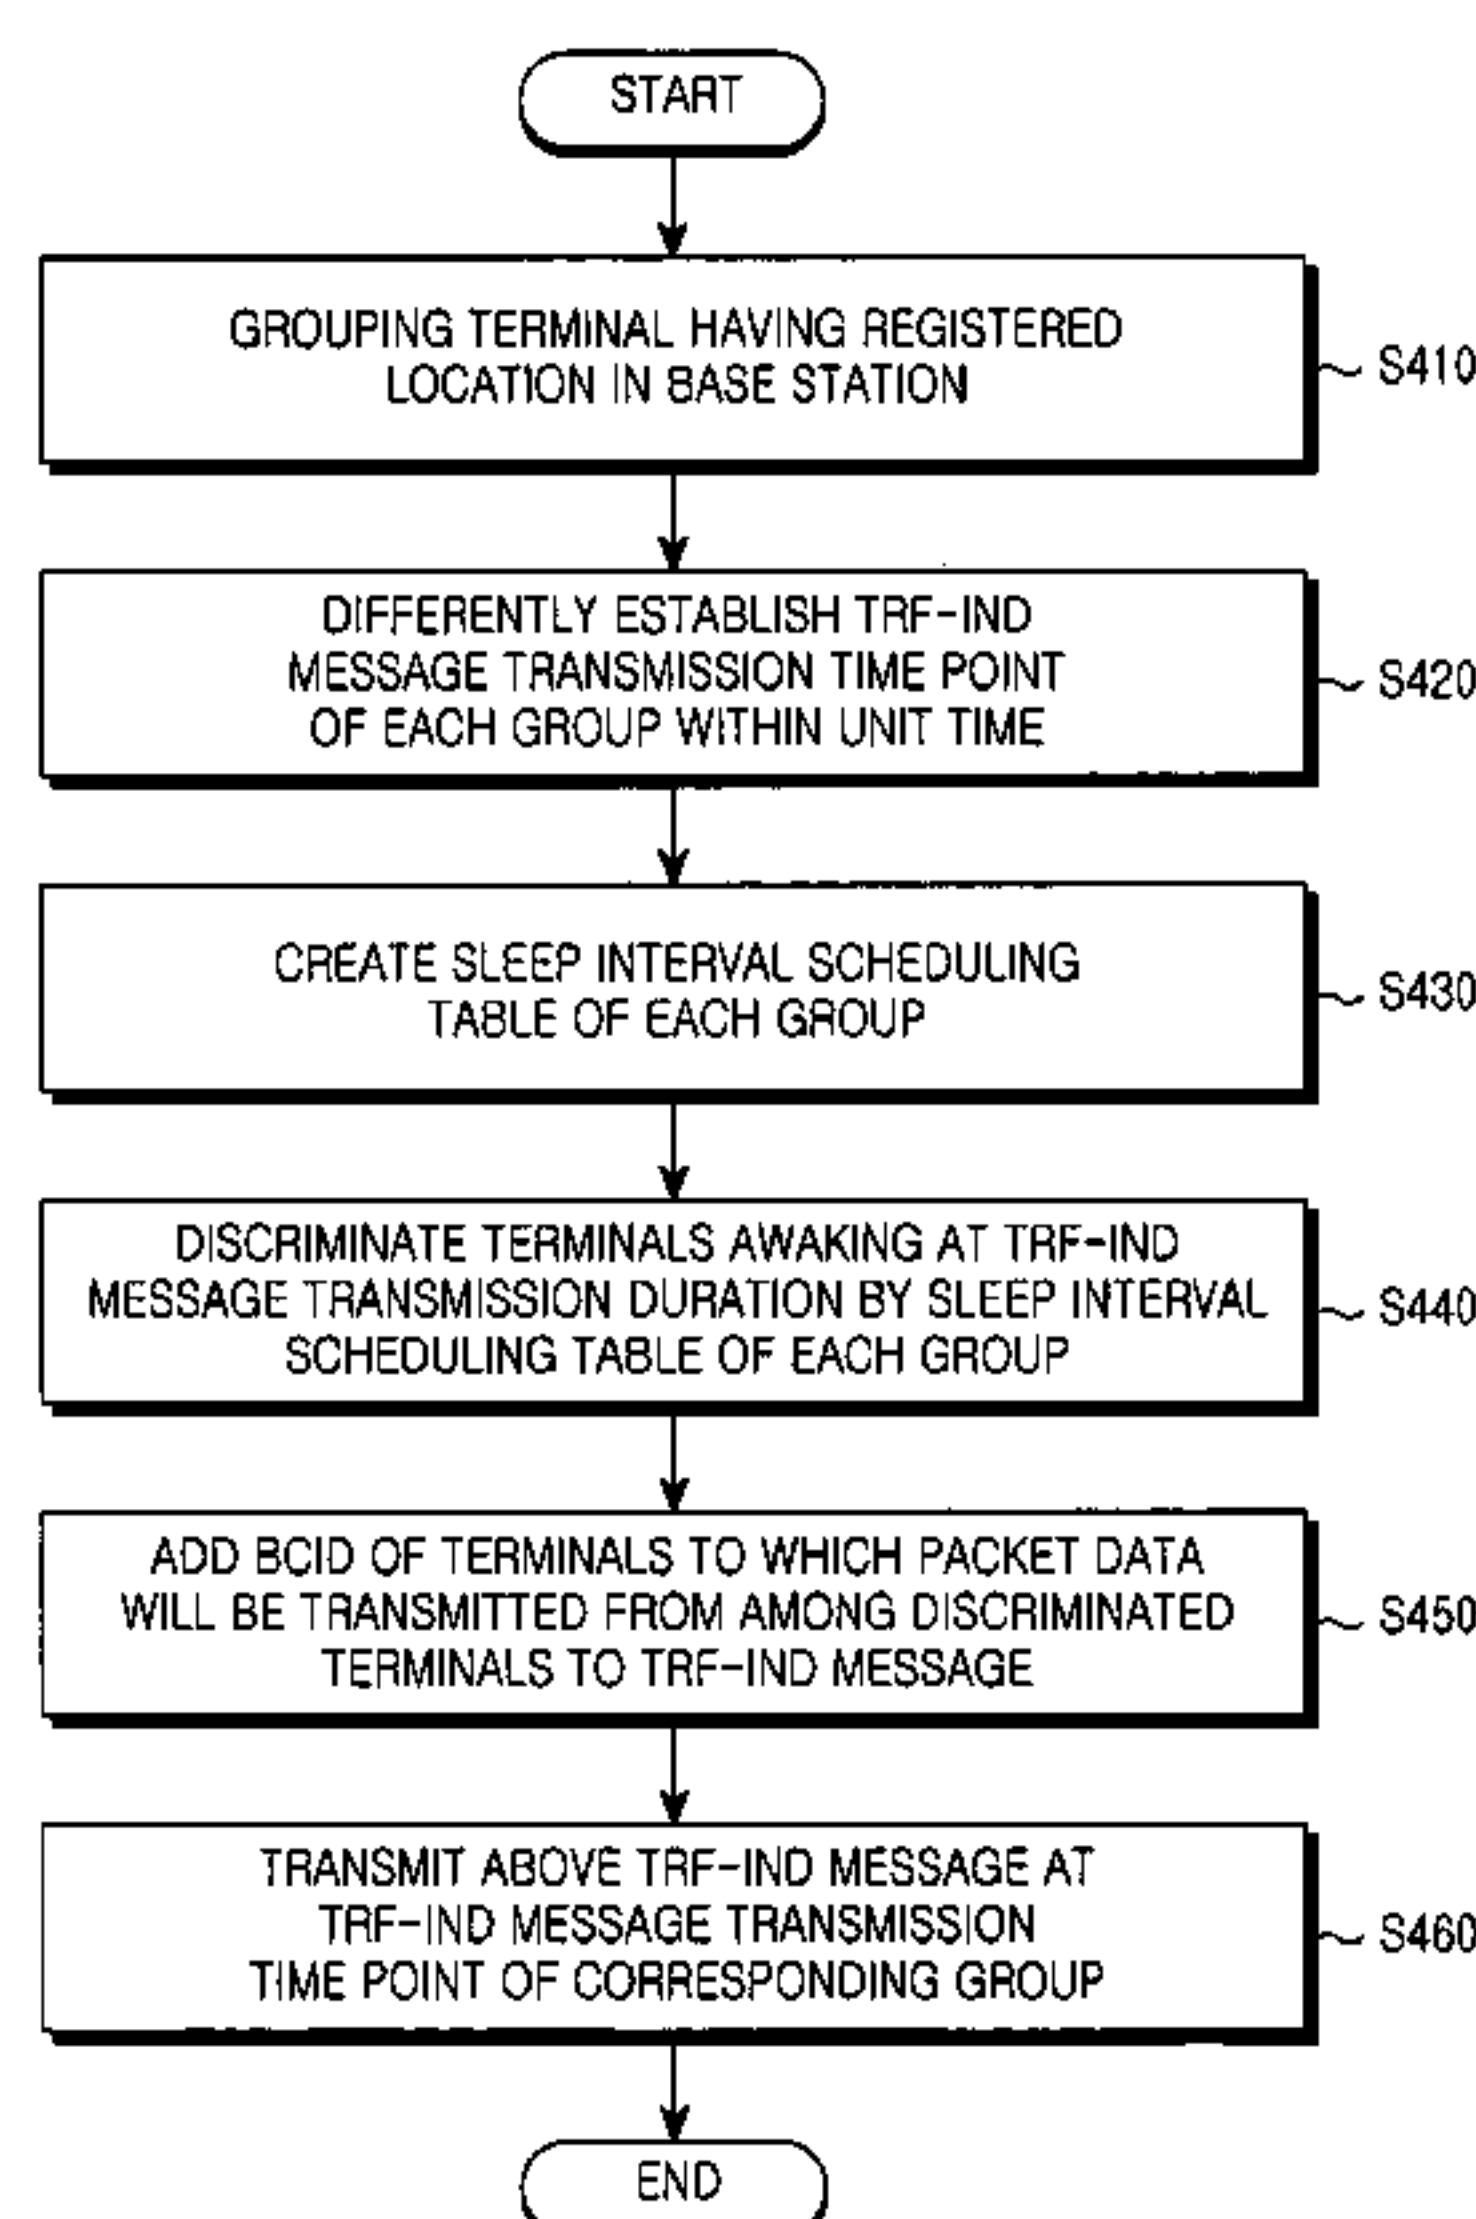 START
GROUPING TERMINAL HAVING REGISTERED
LOCATION IN BASE STATION
S410
DIFFERENTLY ESTABLISH TRF-IND
MESSAGE TRANSMISSION TIME POINT
OF EACH GROUP WITHIN UNIT TIME
S420
CREATE SLEEP INTERVAL SCHEDULING
TABLE OF EACH GROUP
S430
DISCRIMINATE TERMINALS AWAKING AT TRF-IND
MESSAGE TRANSMISSION DURATION BY SLEEP INTERVAL
SCHEDULING TABLE OF EACH GROUP
S440
ADD BCID OF TERMINALS TO WHICH PACKET DATA
WILL BE TRANSMITTED FROM AMONG DISCRIMINATED
TERMINALS TO TRF-IND MESSAGE
S450
TRANSMIT ABOVE TRF-IND MESSAGE AT
TRF-IND MESSAGE TRANSMISSION
TIME POINT OF CORRESPONDING GROUP
S460
END